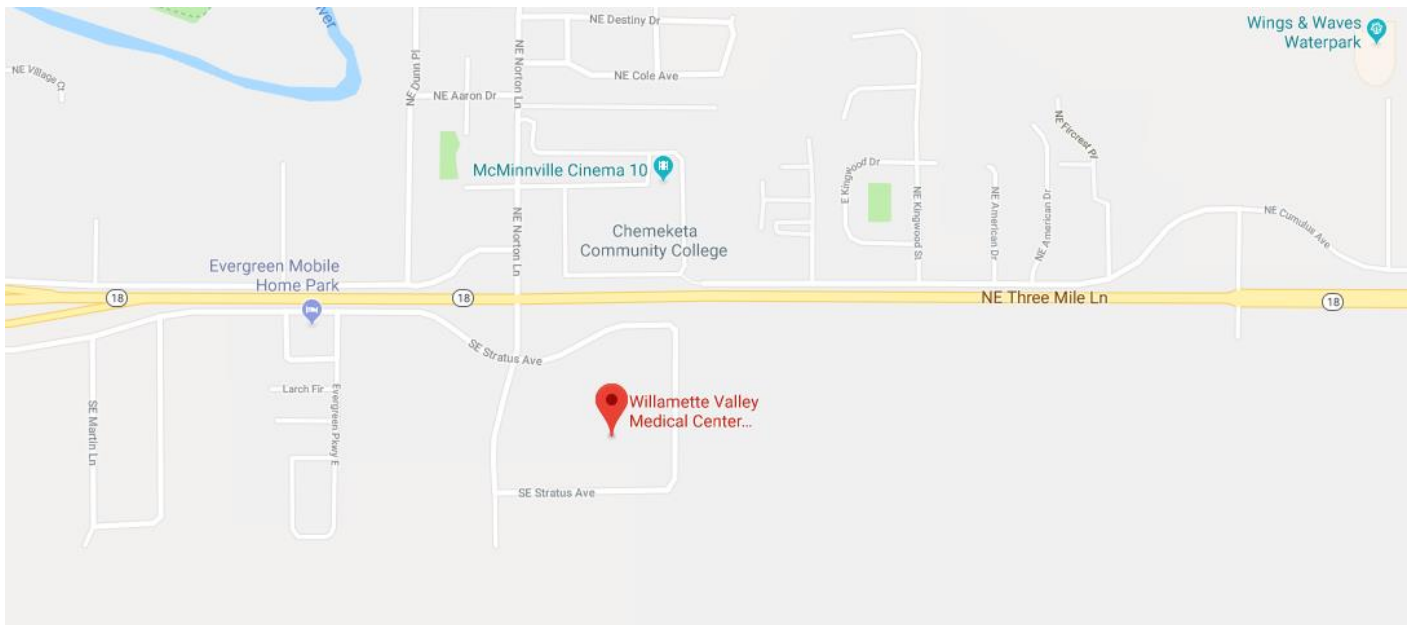 NE Destiny Dr
Wings & Waves
Waterpark
NE Village Ct
NE Dunn Pl
NE Norton Ln
NE Cole Ave
NE Aaron Dr
NE Fircrest Pl
McMinnville Cinema 10
E Kingwood Dr
NE Kingwood St
NE American Dr
NE American Dr
NE Norton Ln
NE Cumulus Ave
Chemeketa
Community College
Evergreen Mobile
Home Park
18
18
NE Three Mile Ln
18
SE Stratus Ave
Larch Fir
Evergreen Pkwy E
SE Martin Ln
Willamette Valley
Medical Center...
SE Stratus Ave